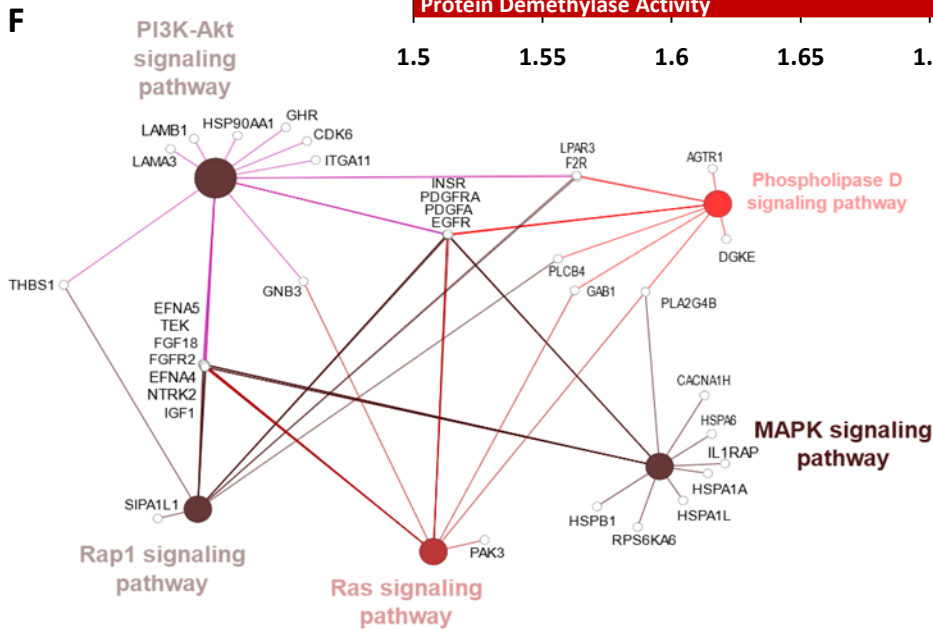 F
Protein Demethylase Activity
1.5
1.55
1.6
1.65
1.
PI3K-Akt
signaling
pathway
LAMA3
LAMB1
HSP90AA1
GHR
CDK6
ITGA11
LPAR3
F2R
AGTR1
Phospholipase D
signaling pathway
DGKE
INSR
PDGFRA
PDGFA
EGFR
THBS1
GNB3
PLCB4
GAB1
PLA2G4B
EFNA5
TEK
FGF18
FGFR2
EFNA4
NTRK2
IGF1
CACNA1H
HSPA6
IL1RAP
HSPA1A
HSPA1L
RPS6KA6
HSPB1
MAPK signaling
pathway
SIPA1L1
Rap1 signaling
pathway
PAK3
Ras signaling
pathway